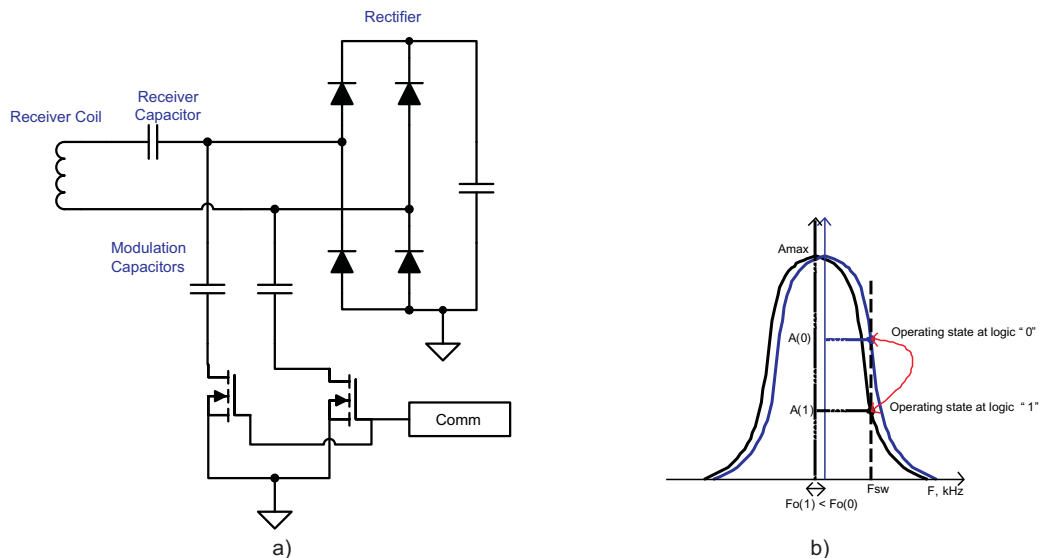 Rectifier
Receiver
Capacitor
Receiver Coil
Modulation
Capacitors
Comm
a)
Amax
A(0)
Operating state at logic “ 0”
A(1)
Operating state at logic “ 1”
Fsw
F, kHz
Fo(1) < Fo(0)
b)